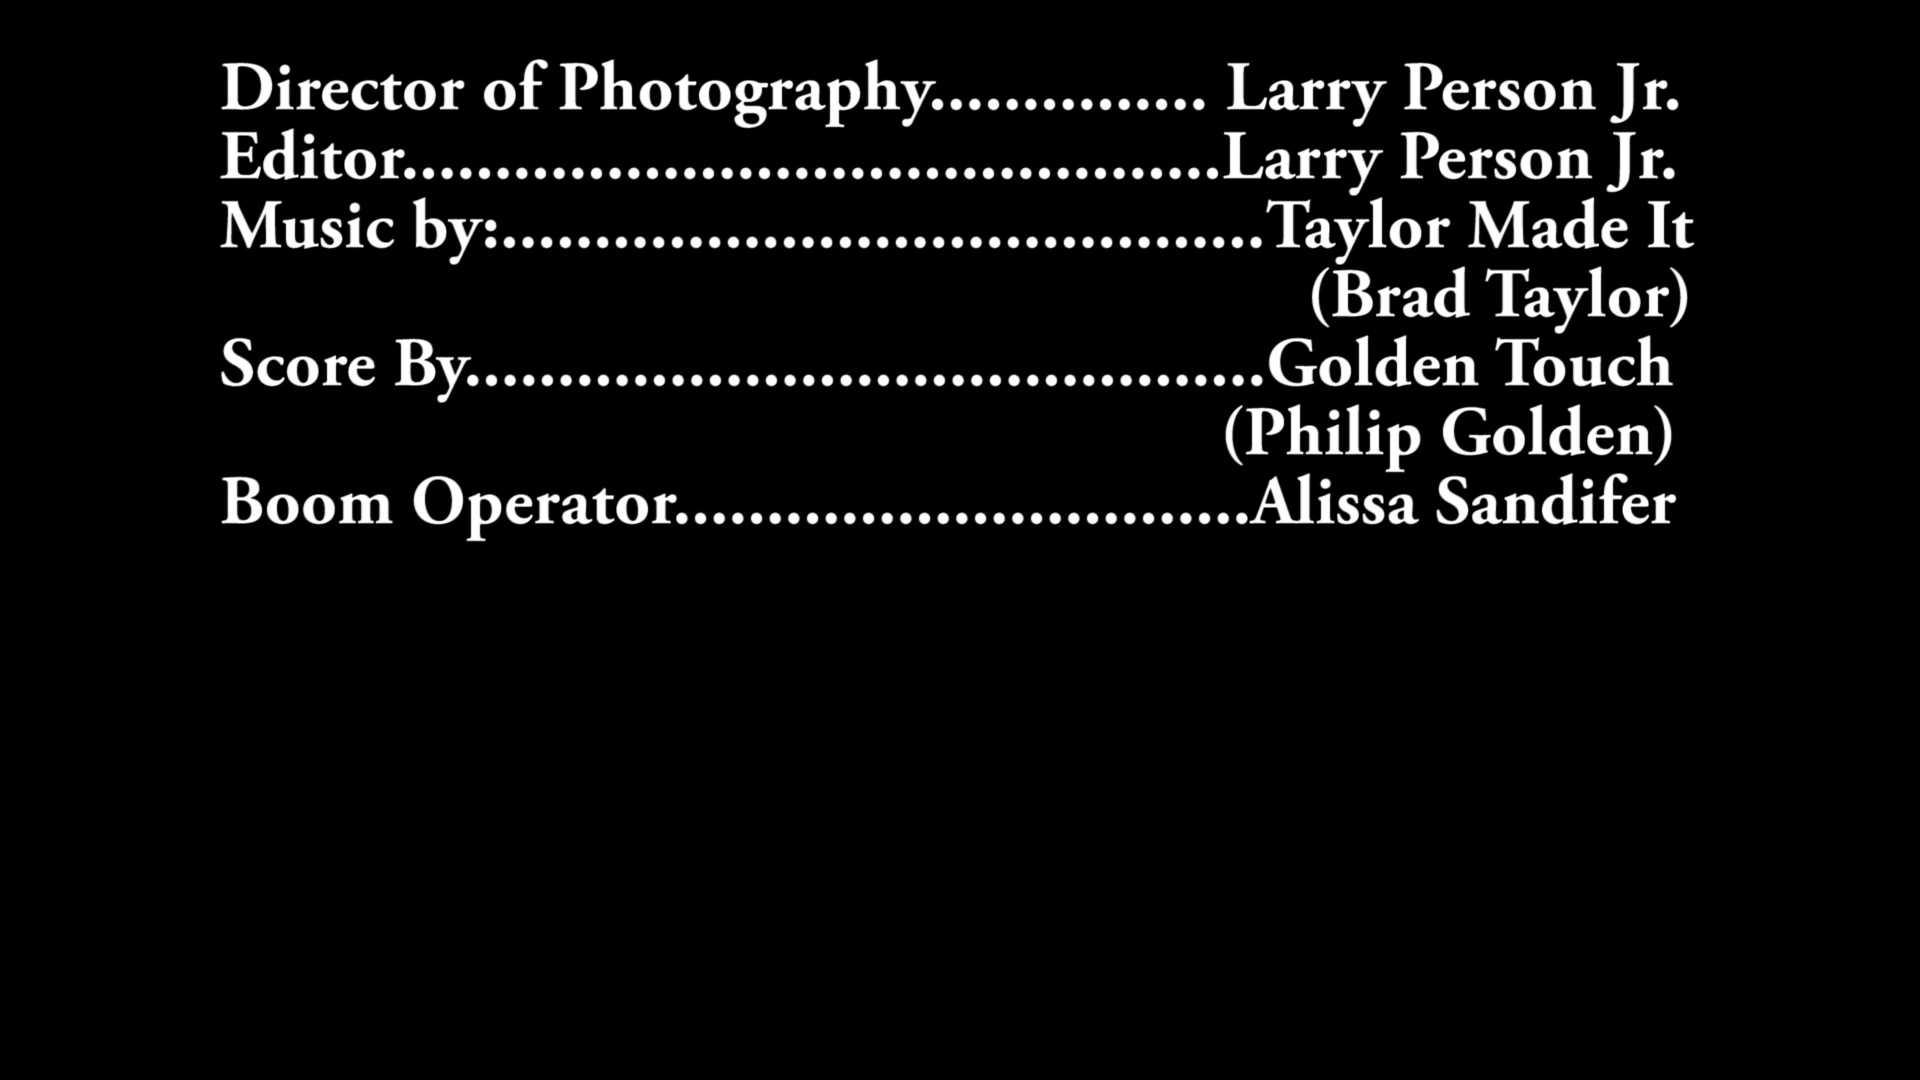 Director of Photography............... Larry Person Jr.
Editor............................................Larry Person Jr.
Music by:.........................................Taylor Made It
(Brad Taylor)
Score By...........................................Golden Touch
(Philip Golden)
Boom Operator...............................Alissa Sandifer